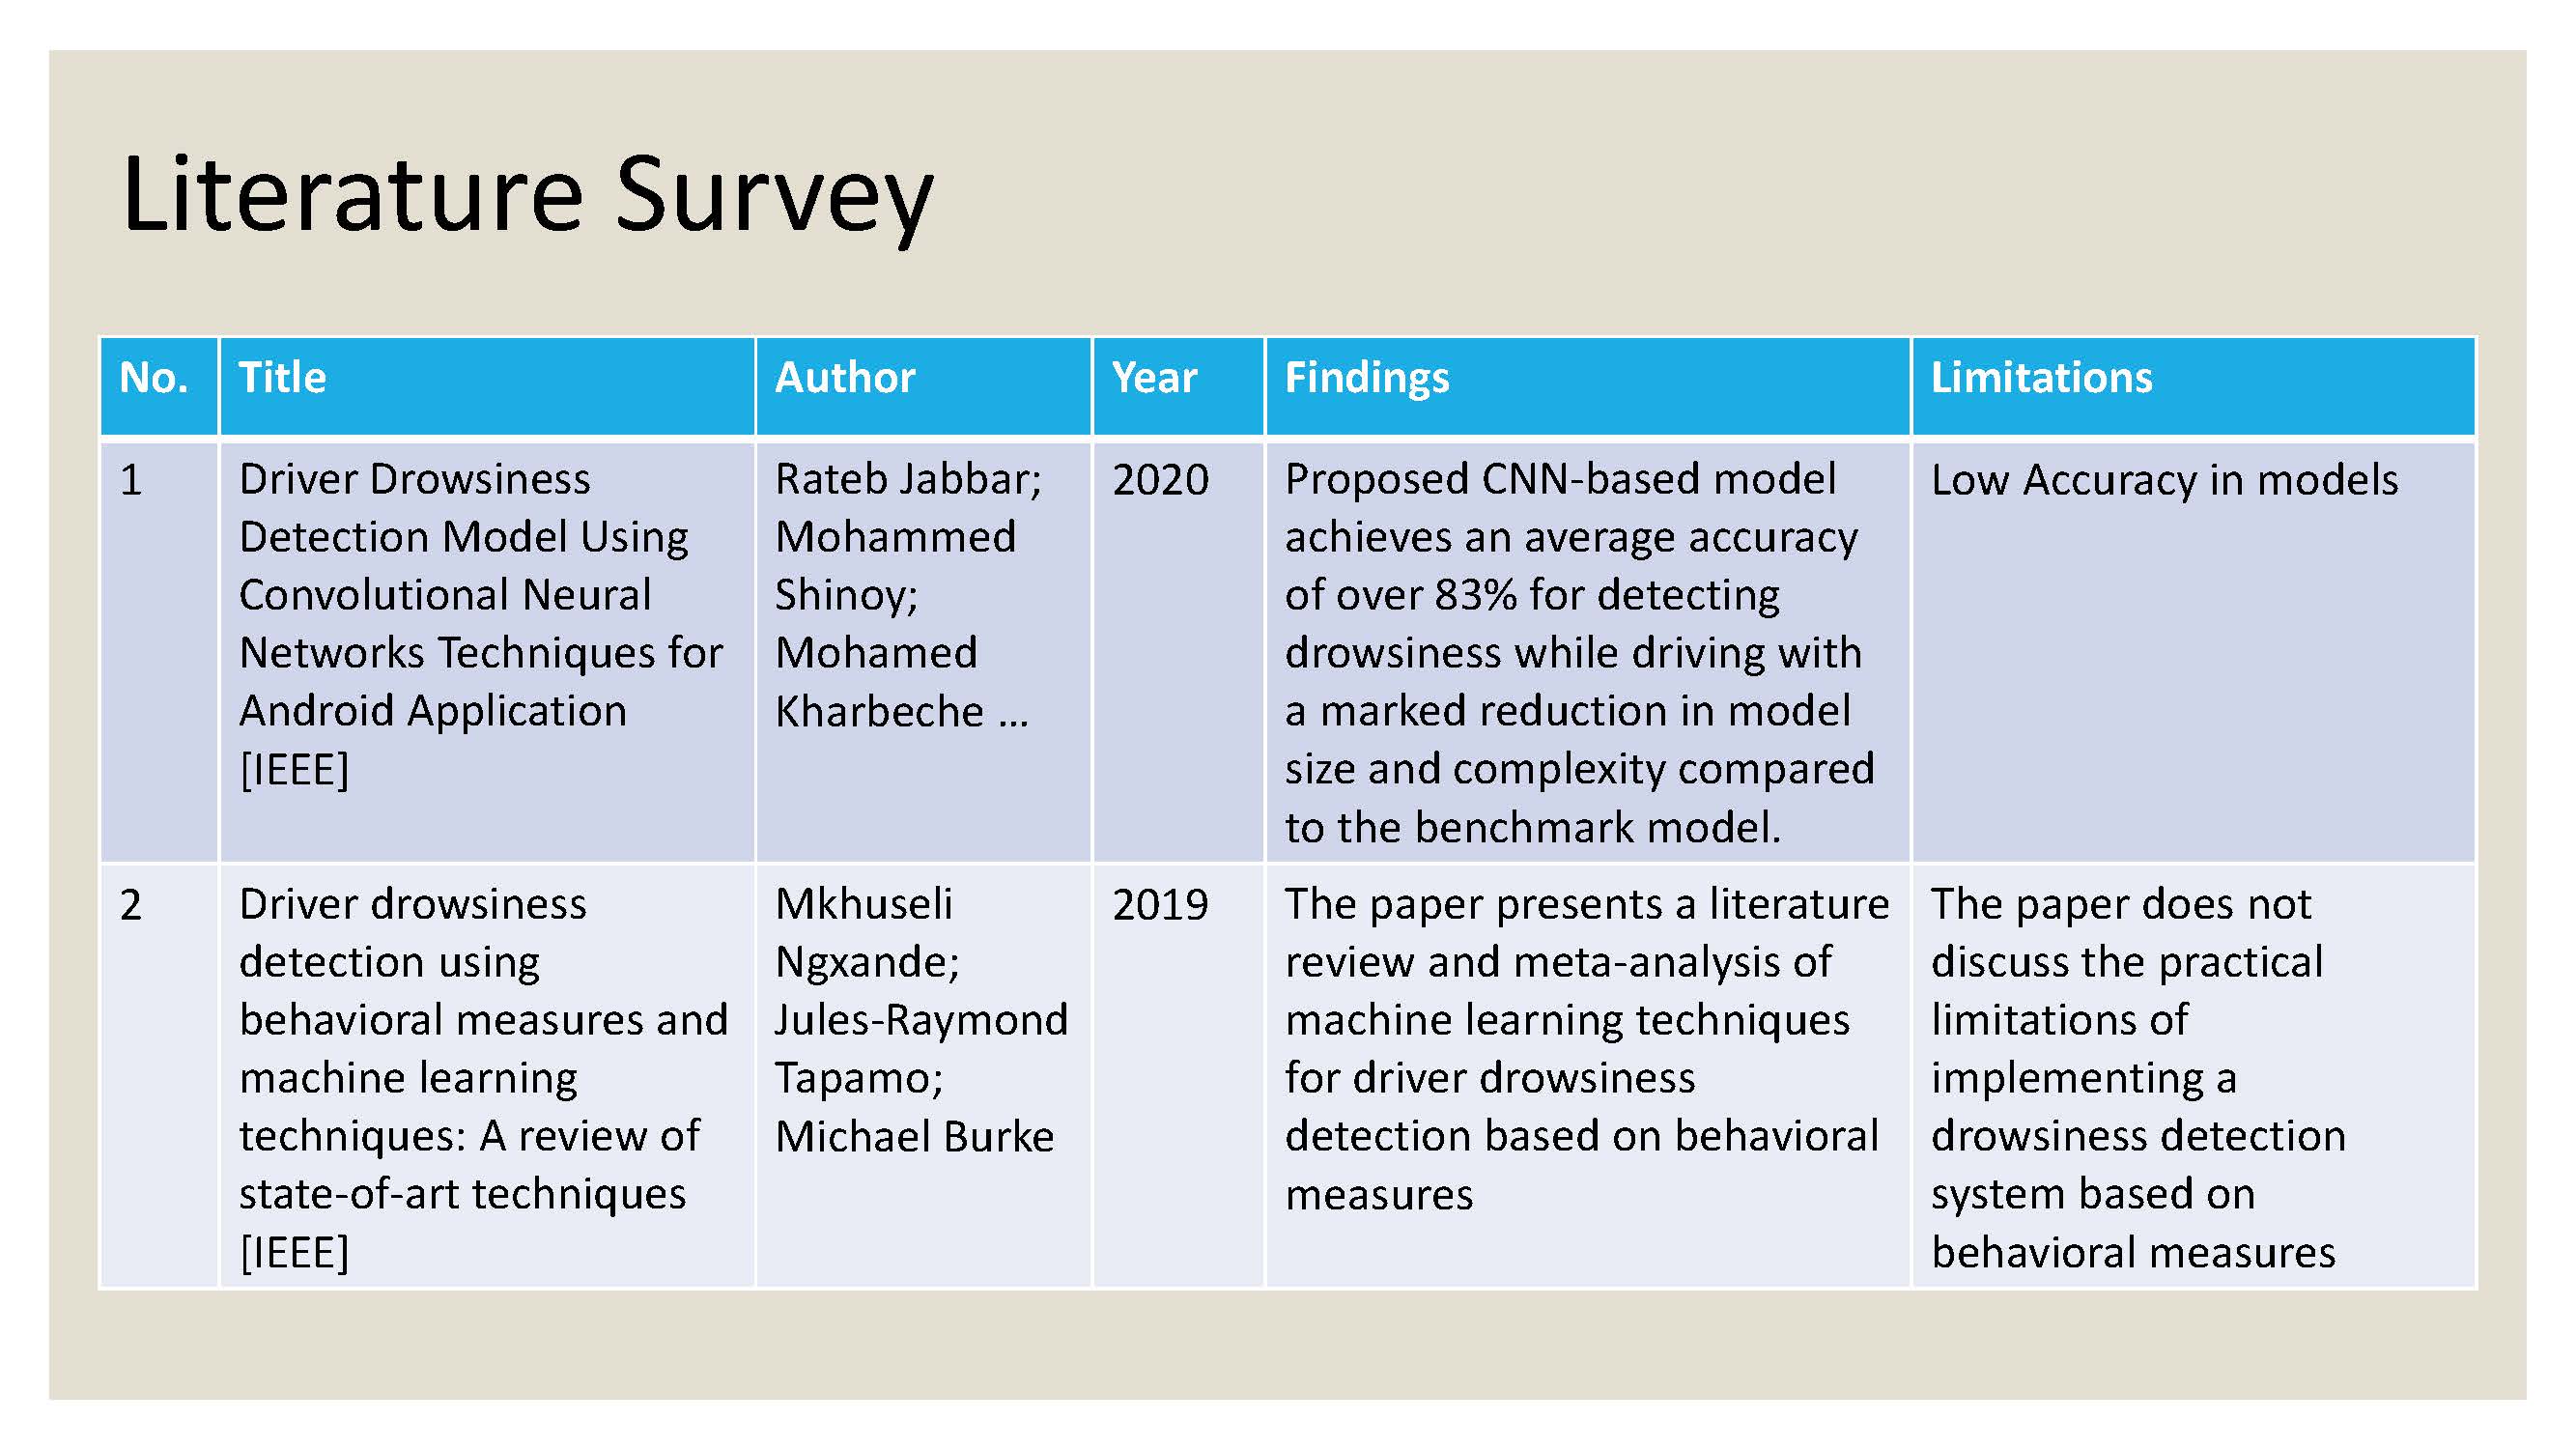 Literature Survey
No. Title Author Year Findings Limitations
1
Driver Drowsiness
Detection Model Using
Convolutional Neural
Networks Techniques for
Android Application
[IEEE]
Rateb Jabbar;
Mohammed
Shinoy;
Mohamed
Kharbeche ...
2020
Proposed CNN-based model
achieves an average accuracy
of over 83% for detecting
drowsiness while driving with
a marked reduction in model
size and complexity compared
to the benchmark model.
Low Accuracy in models
2
Driver drowsiness
detection using
behavioral measures and
machine learning
techniques: A review of
state-of-art techniques
[IEEE]
Mkhuseli
Ngxande;
Jules-Raymond
Tapamo;
Michael Burke
2019
The paper presents a literature
review and meta-analysis of
machine learning techniques
for driver drowsiness
detection based on behavioral
measures
The paper does not
discuss the practical
limitations of
implementing a
drowsiness detection
system based on
behavioral measures